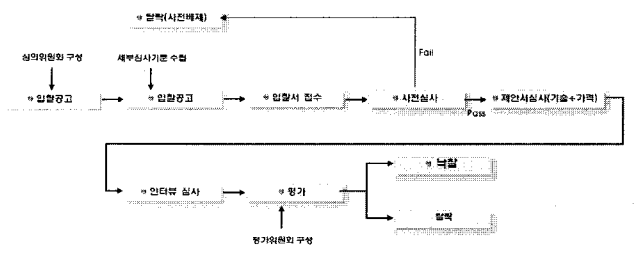 탈락(사전배제)
심의위원회 구성
세부심사기준 수립
Fail
입찰공고
입찰공고
입찰서 접수
사전심사
Pass
제안서심사(기술+가격)
인터뷰 심사
평가
낙찰
탈락
평가위원회 구성